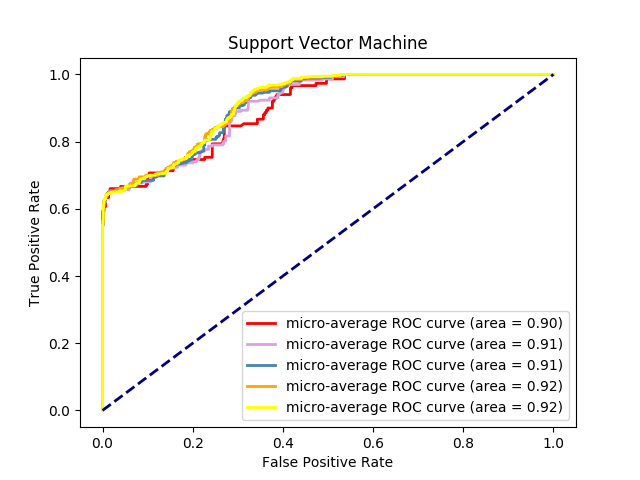 Support Vector Machine
1.0
0.8
0.6
0.4
0.2
0.0
True Positive Rate
micro-average ROC curve (area = 0.90)
micro-average ROC curve (area = 0.91)
micro-average ROC curve (area = 0.91)
micro-average ROC curve (area = 0.92)
micro-average ROC curve (area = 0.92)
0.0 0.2 0.4 0.6 0.8 1.0
False Positive Rate